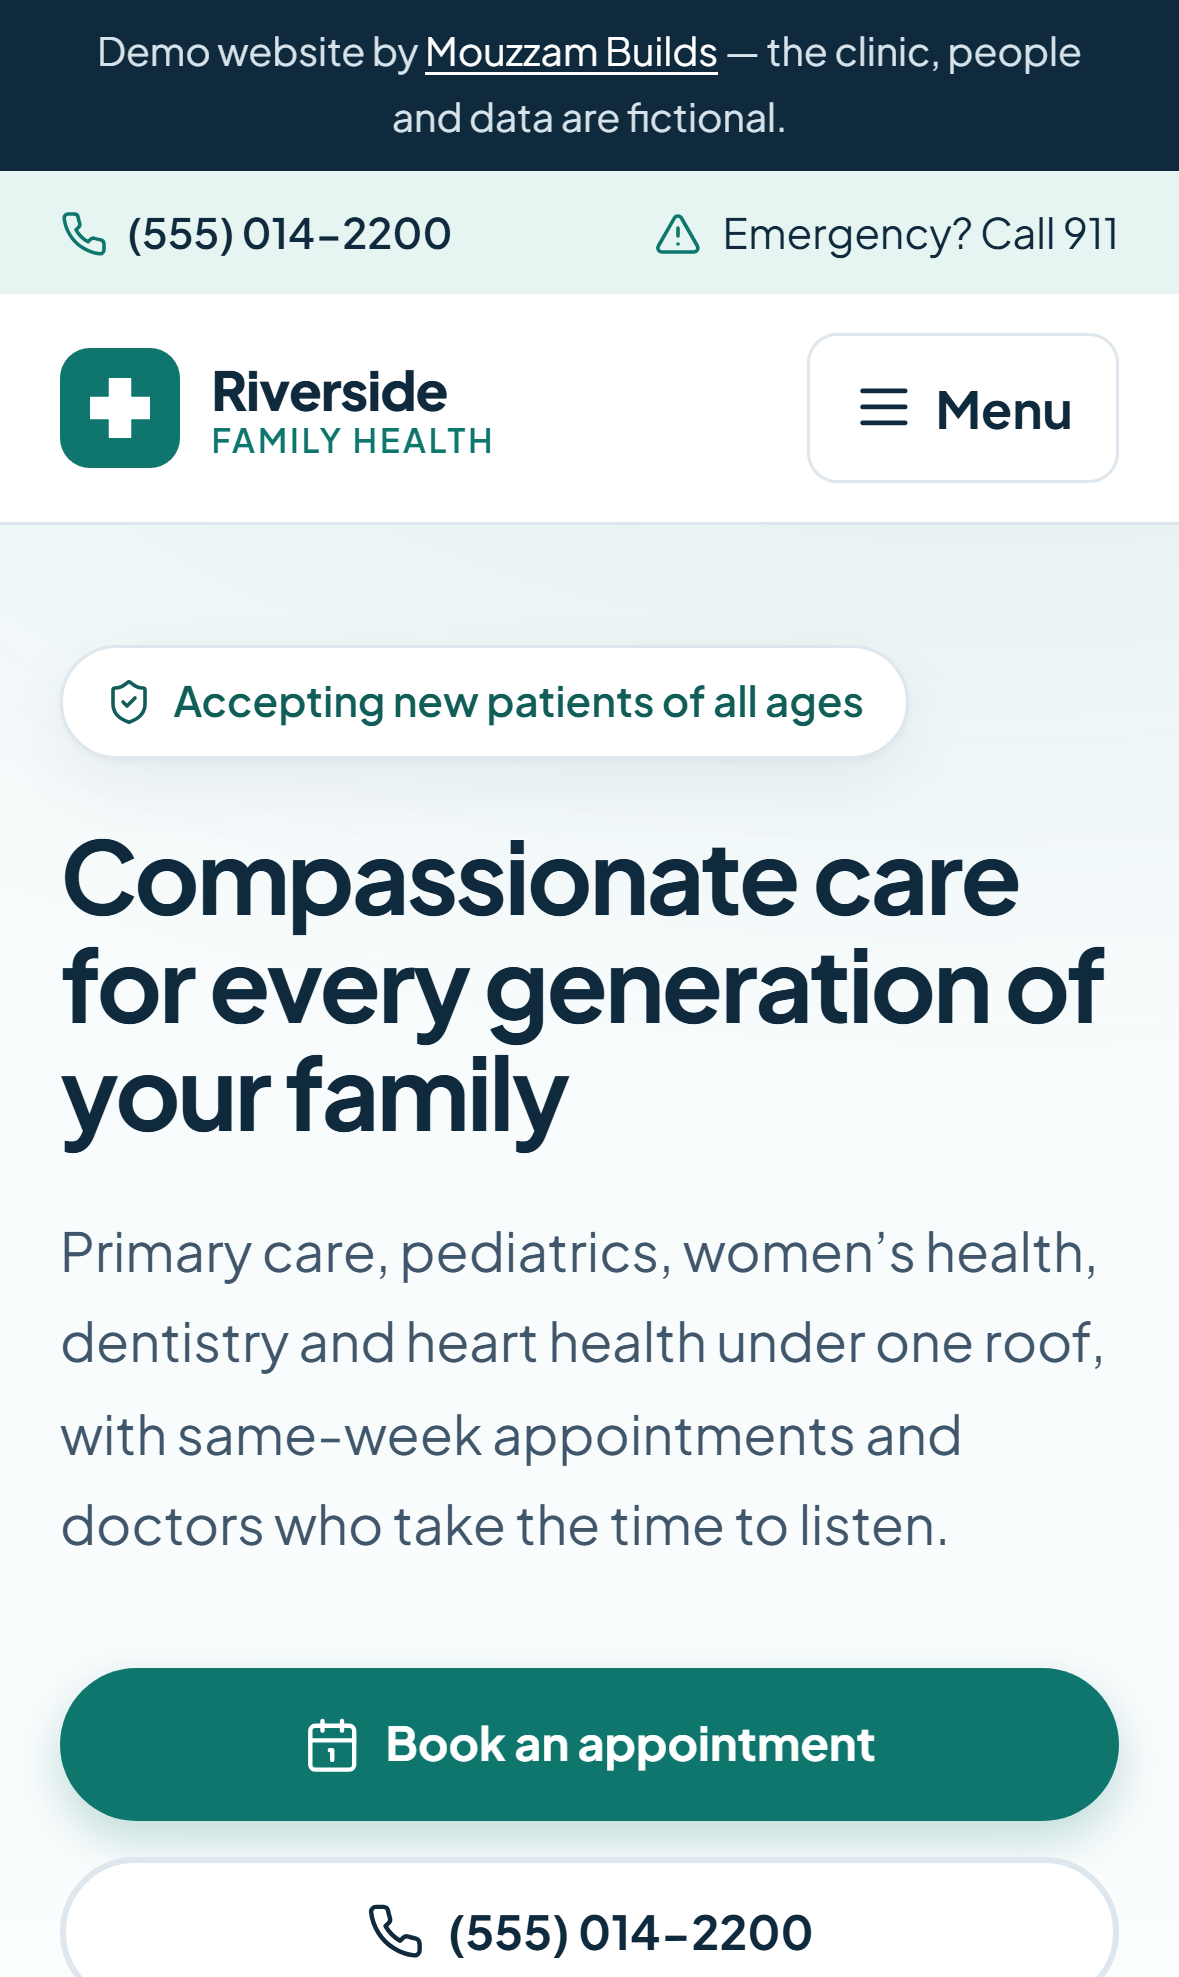 Demo website by Mouzzam Builds — the clinic, people
and data are fictional.
(555) 014-2200
Emergency? Call 911
Riverside
FAMILY HEALTH
Menu
Accepting new patients of all ages
Compassionate care
for every generation of
your family
Primary care, pediatrics, women’s health,
dentistry and heart health under one roof,
with same-week appointments and
doctors who take the time to listen.
1
Book an appointment
(555) 014-2200